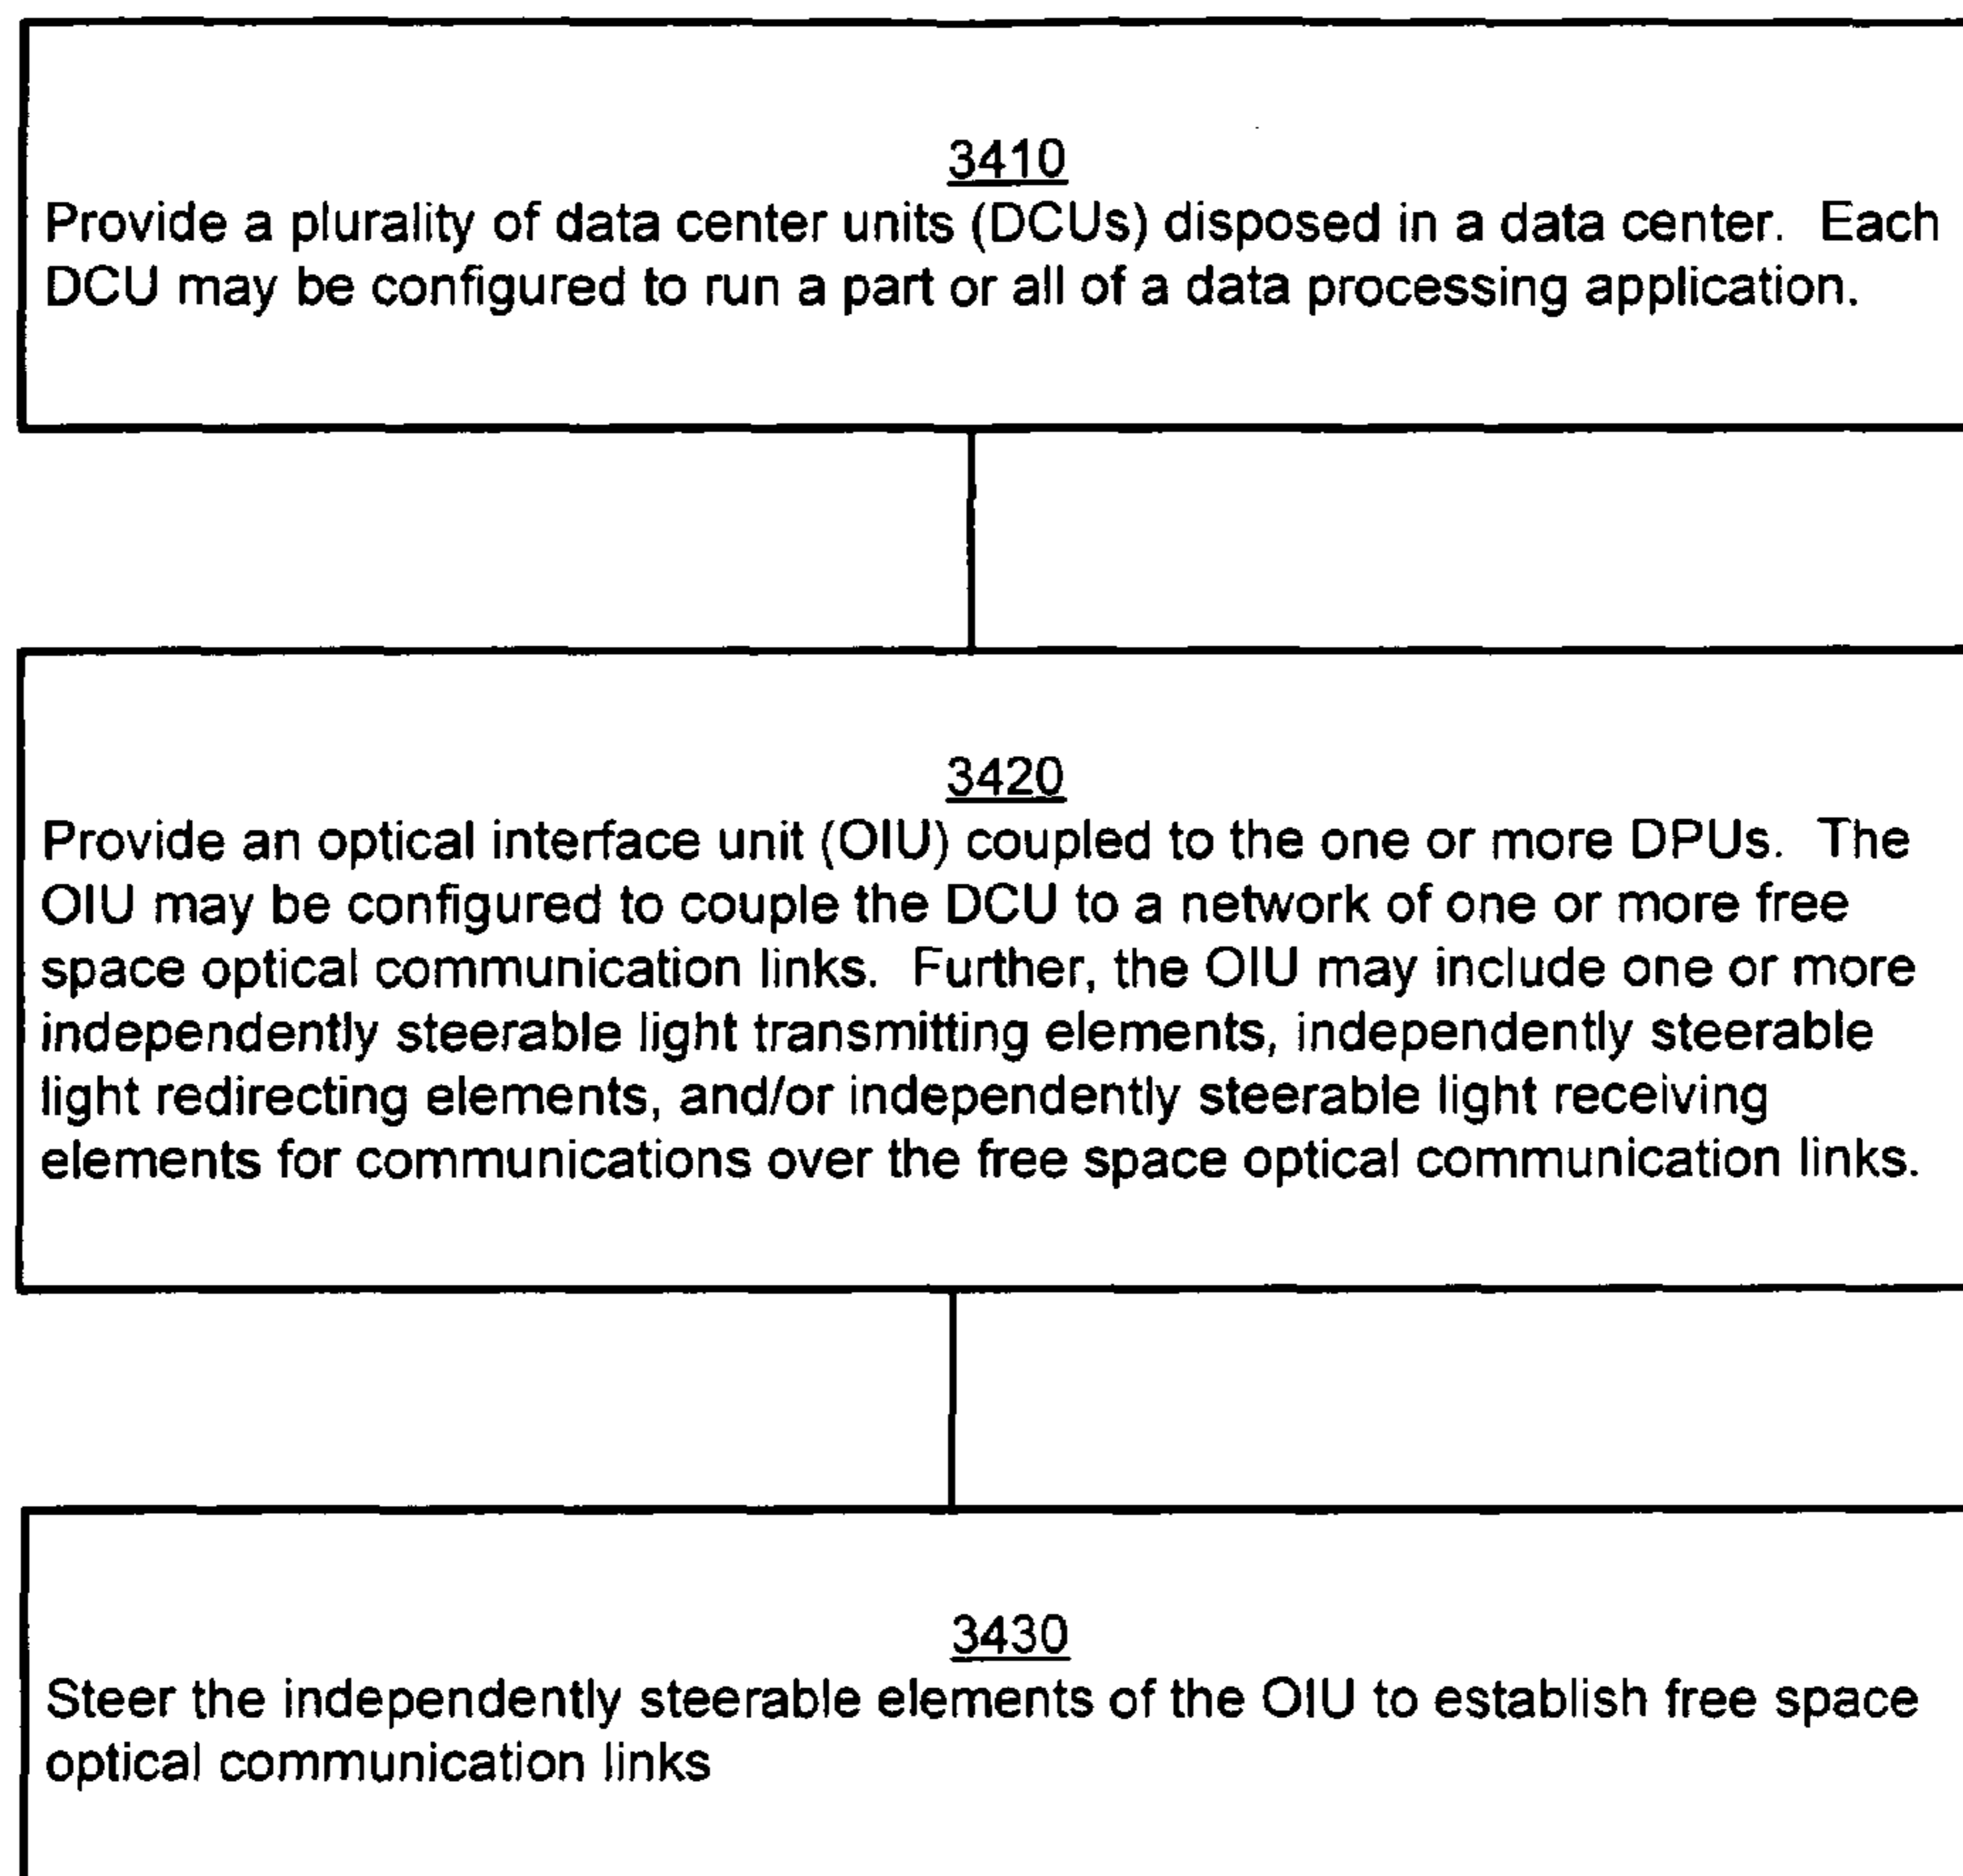 3410
Provide a plurality of data center units (DCUs) disposed in a data center.  Each
DCU may be configured to run a part or all of a data processing application.
3420
Provide an optical interface unit (OIU) coupled to the one or more DPUs.  The
OIU may be configured to couple the DCU to a network of one or more free
space optical communication links.  Further, the OIU may include one or more
independently steerable light transmitting elements, independently steerable
light redirecting elements, and/or independently steerable light receiving
elements for communications over the free space optical communication links.
3430
Steer the independently steerable elements of the OIU to establish free space
optical communication links